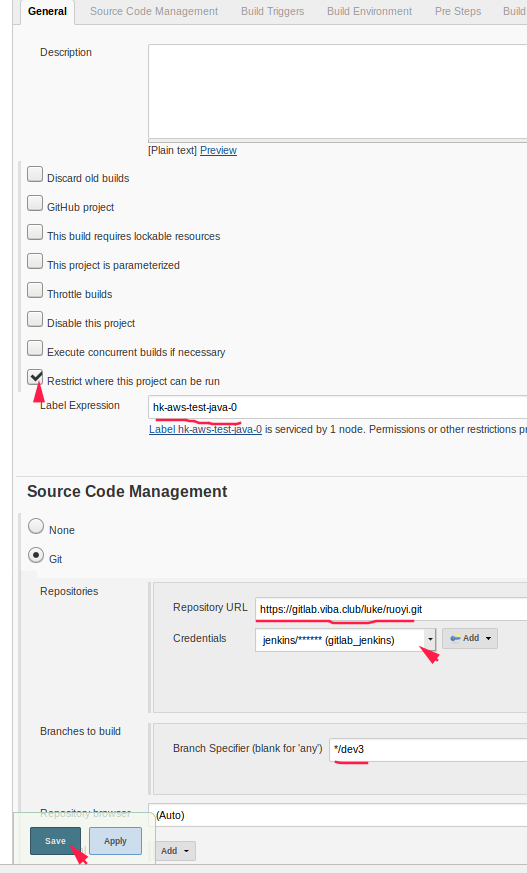 General Source Code Management Build Triggers Build Environment Pre Steps Build
Description
[Plain text] Preview
Discard old builds
GitHub project
This build requires lockable resources
This project is parameterized
Throttle builds
Disable this project
Execute concurrent builds if necessary
Restrict where this project can be run
Label Expression hk-aws-test-java-0
Label hk-aws-test-java-0 is serviced by 1 node. Permissions or other restrictions pr
Source Code Management
None
Git
Repositories
Repository URL https://gitlab.viba.club/luke/ruoyi.git
Credentials jenkins/****** (gitlab_jenkins) Add
Branches to build
Branch Specifier (blank for 'any') */dev3
Repository browser (Auto)
Save Apply Add